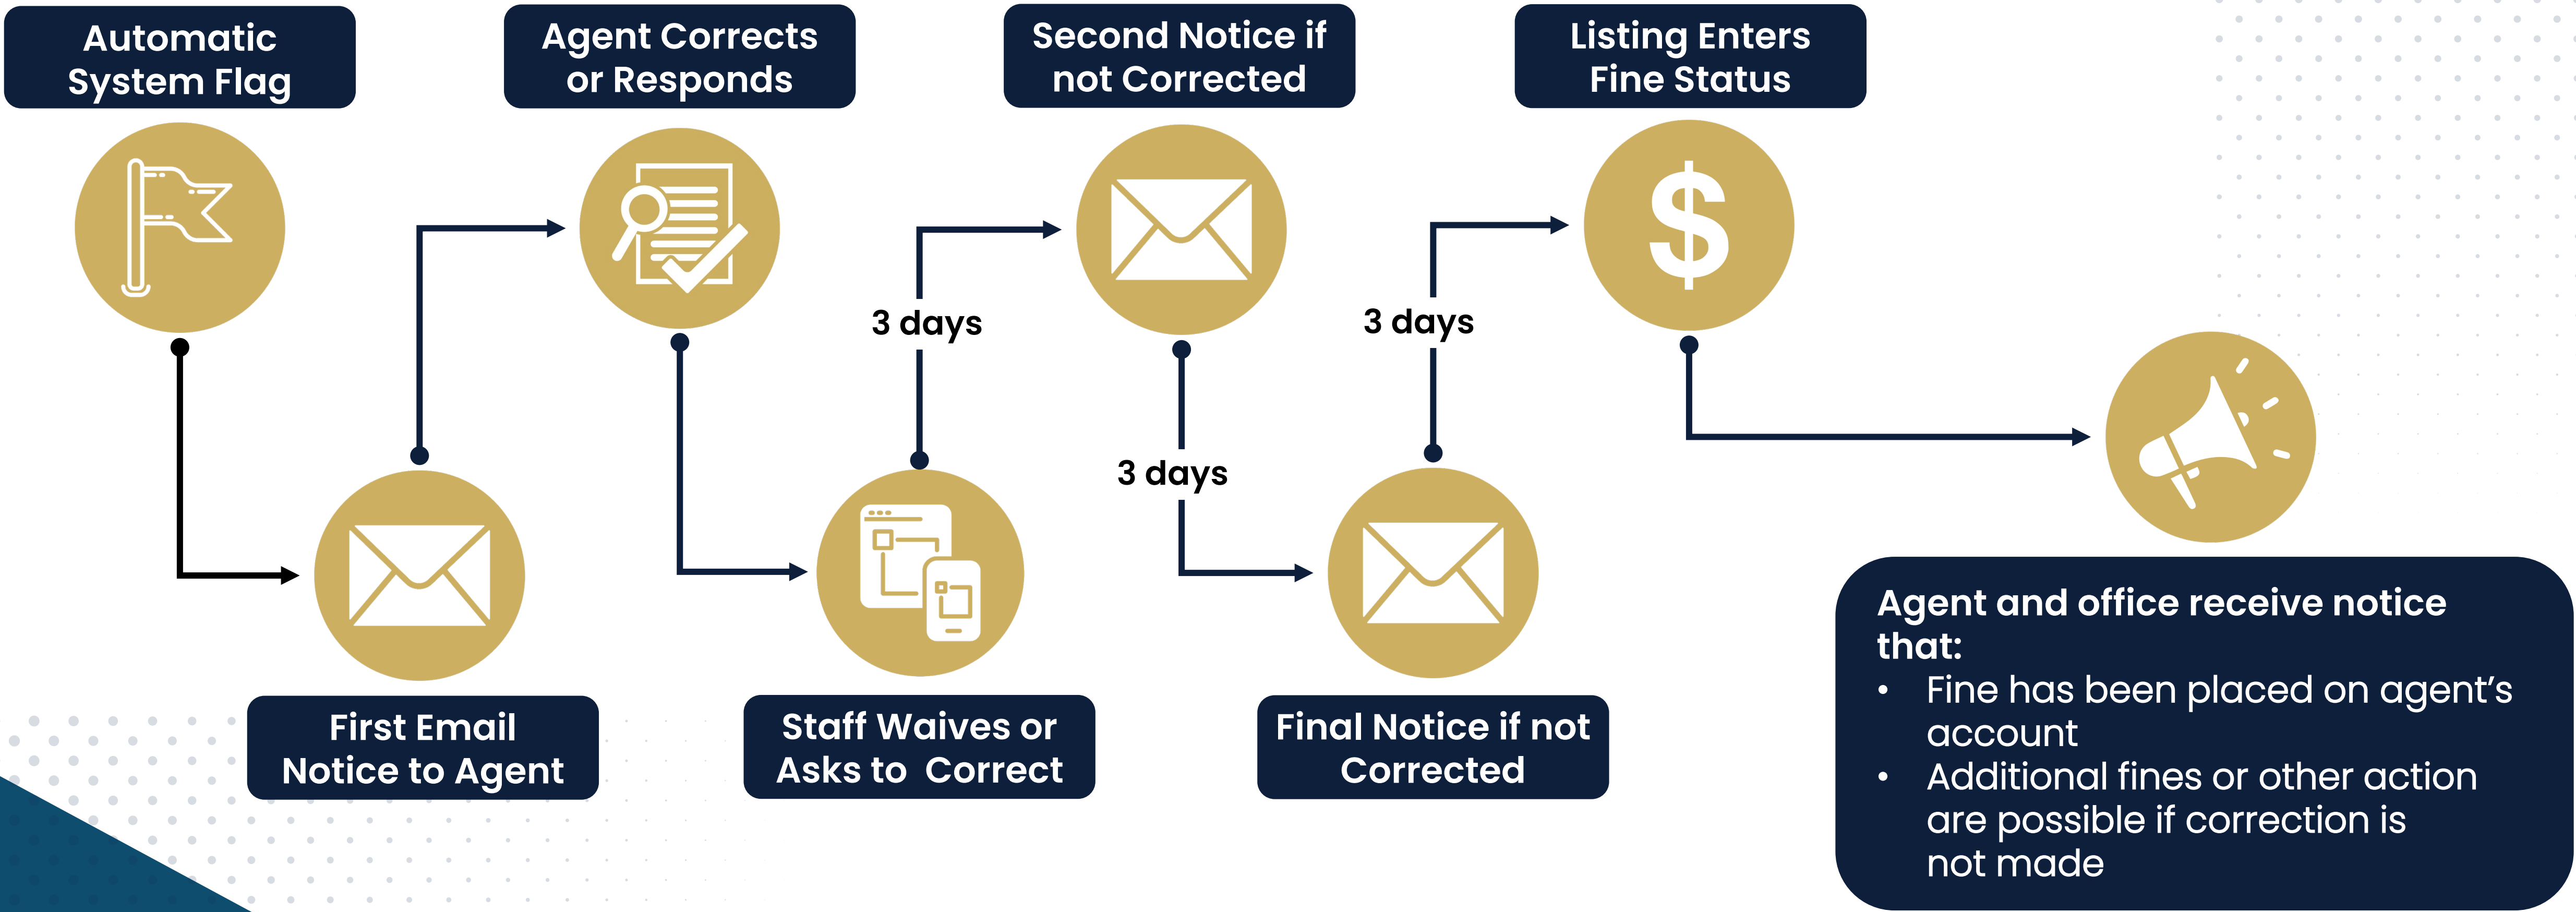 Automatic
System Flag
First Email
Notice to Agent
Agent Corrects
or Responds
Staff Waives or
Asks to  Correct
3 days
Second Notice if
not Corrected
3 days
Final Notice if not
Corrected
3 days
Listing Enters
Fine Status
$
Agent and office receive notice
that:
• Fine has been placed on agent’s
account
• Additional fines or other action
are possible if correction is
not made